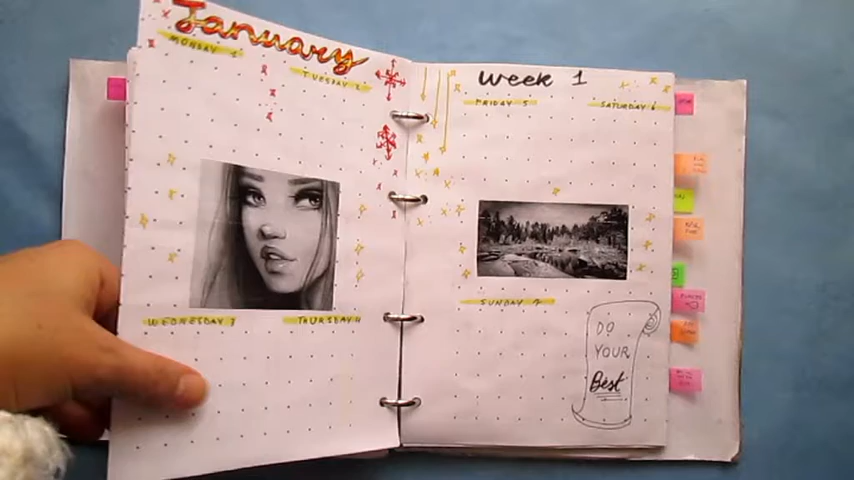 January
MONDAY 1
TUESDAY 2
WEDNESDAY 3
THURSDAY 4
Week 1
FRIDAY 5
SATURDAY 6
SUNDAY 7
DO
YOUR
Best